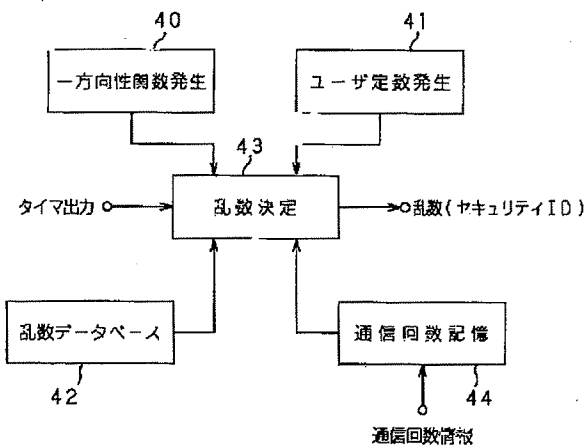 40
41
一方向性関数発生
ユーザ定数発生
43
タイマ出力
乱数決定
乱数(セキュリティID)
乱数データベース
通信回数記憶
42
44
通信回数情報